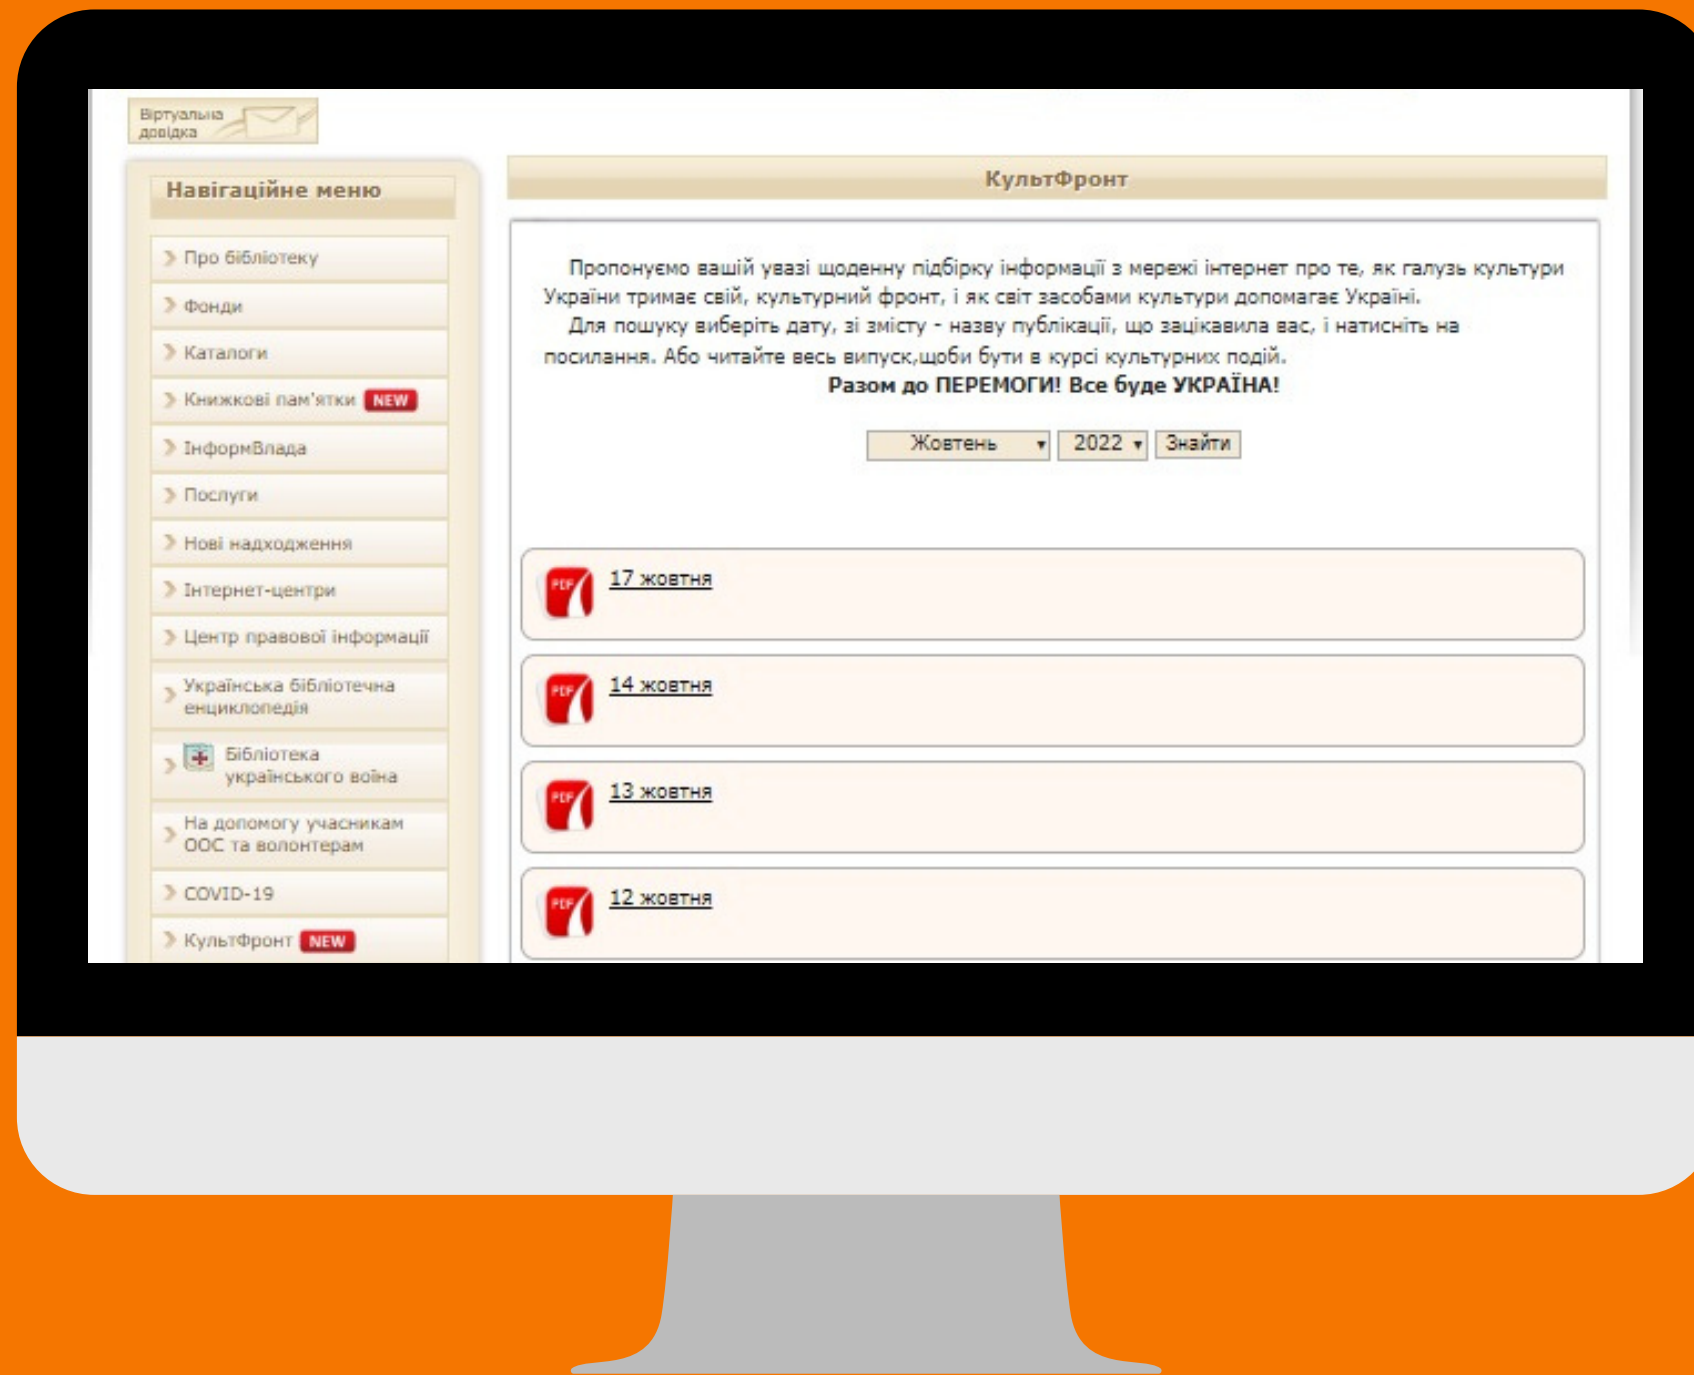 Віртуальна
довідка
Навігаційне меню
Про бібліотеку
Фонди
Каталоги
Книжкові пам'ятки NEW
ІнформВлада
Послуги
Нові надходження
Інтернет-центри
Центр правової інформації
Українська бібліотечна
енциклопедія
Бібліотека
українського воїна
На допомогу учасникам
ООС та волонтерам
COVID-19
КультФронт NEW
КультФронт
Пропонуємо вашій увазі щоденну підбірку інформації з мережі інтернет про те, як галузь культури
України тримає свій, культурний фронт, і як світ засобами культури допомагає Україні.
Для пошуку виберіть дату, зі змісту - назву публікації, що зацікавила вас, і натисніть на
посилання. Або читайте весь випуск,щоби бути в курсі культурних подій.
Разом до ПЕРЕМОГИ! Все буде УКРАЇНА!
Жовтень 2022 Знайти
PDF 17 жовтня
PDF 14 жовтня
PDF 13 жовтня
PDF 12 жовтня